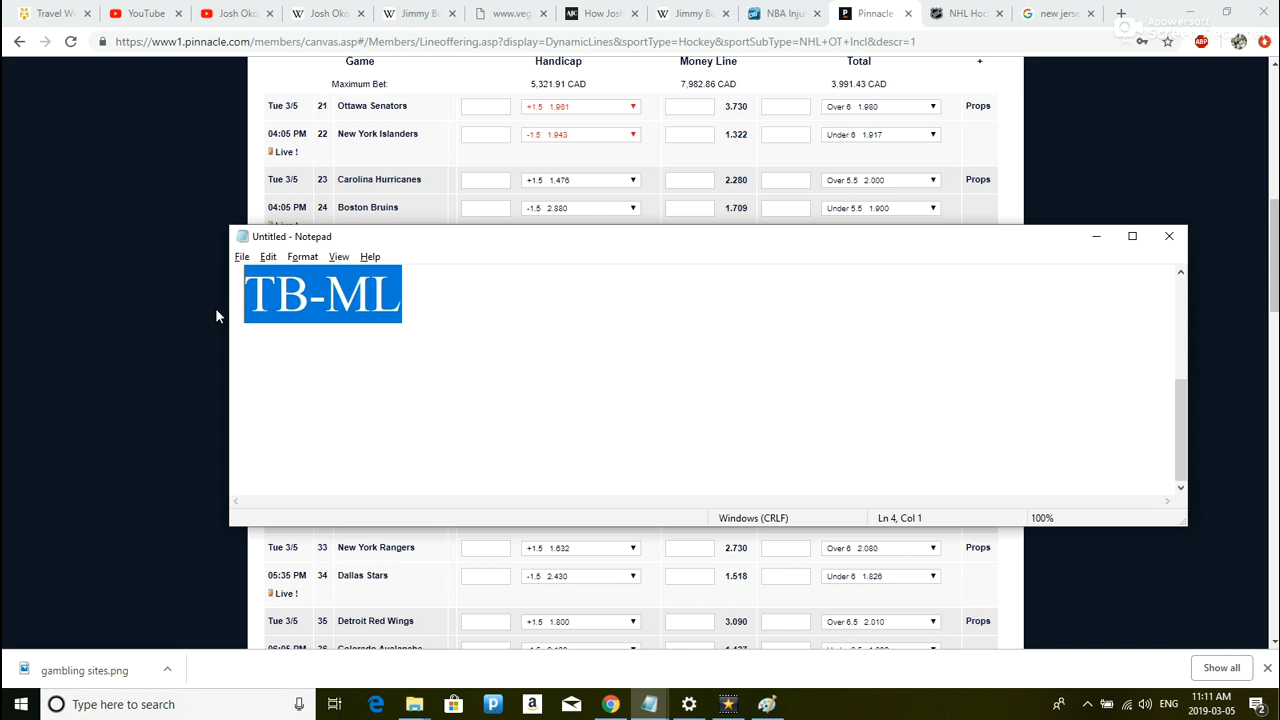 Travel W
YouTube
Josh Oko
Josh Oko
Jimmy B
www.veg
How Josh
Jimmy Bu
NBA Inju
Pinnacle
NHL Hoc
new jerse
Apowersoft
https://www1.pinnacle.com/members/canvas.asp#/Members/Lineoffering.asp?display=DynamicLines&sportType=Hockey&sportSubType=NHL+OT+Incl&descr=1
ABP
Game Handicap Money Line Total +
Maximum Bet: 5,321.91 CAD 7,982.86 CAD 3,991.43 CAD
Tue 3/5 21 Ottawa Senators +1.5 1.961 3.730 Over 6 1.980 Props
04:05 PM 22 New York Islanders -1.5 1.943 1.322 Under 6 1.917
Live !
Tue 3/5 23 Carolina Hurricanes +1.5 1.476 2.280 Over 5.5 2.000 Props
04:05 PM 24 Boston Bruins -1.5 2.880 1.709 Under 5.5 1.900
Untitled - Notepad
File Edit Format View Help
TB-ML
Windows (CRLF) Ln 4, Col 1 100%
Tue 3/5 33 New York Rangers +1.5 1.632 2.730 Over 6 2.080 Props
05:35 PM 34 Dallas Stars -1.5 2.430 1.518 Under 6 1.826
Live !
Tue 3/5 35 Detroit Red Wings +1.5 1.800 3.090 Over 6.5 2.010 Props
06:05 PM 36 Colorado Avalanche
gambling sites.png
Show all
Type here to search
ENG
11:11 AM
2019-03-05
2